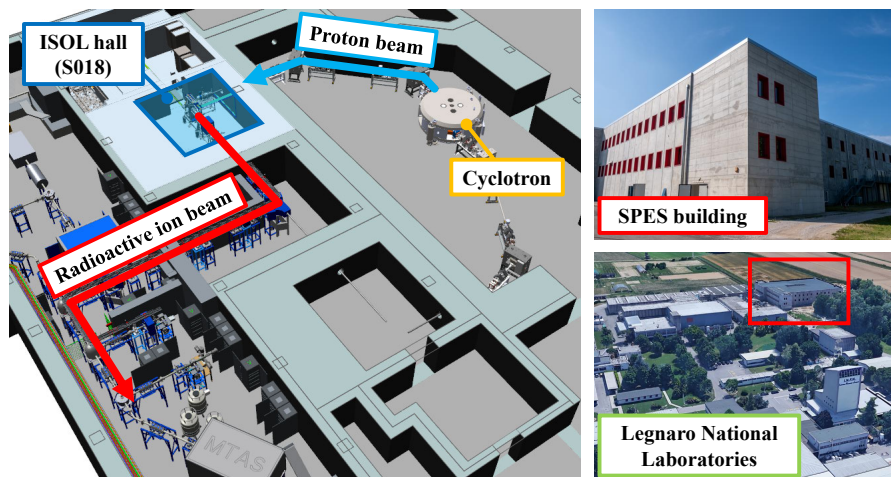 ISOL hall
(S018)
Proton beam
Cyclotron
Radioactive ion beam
MTAS
SPES building
Legnaro National
Laboratories